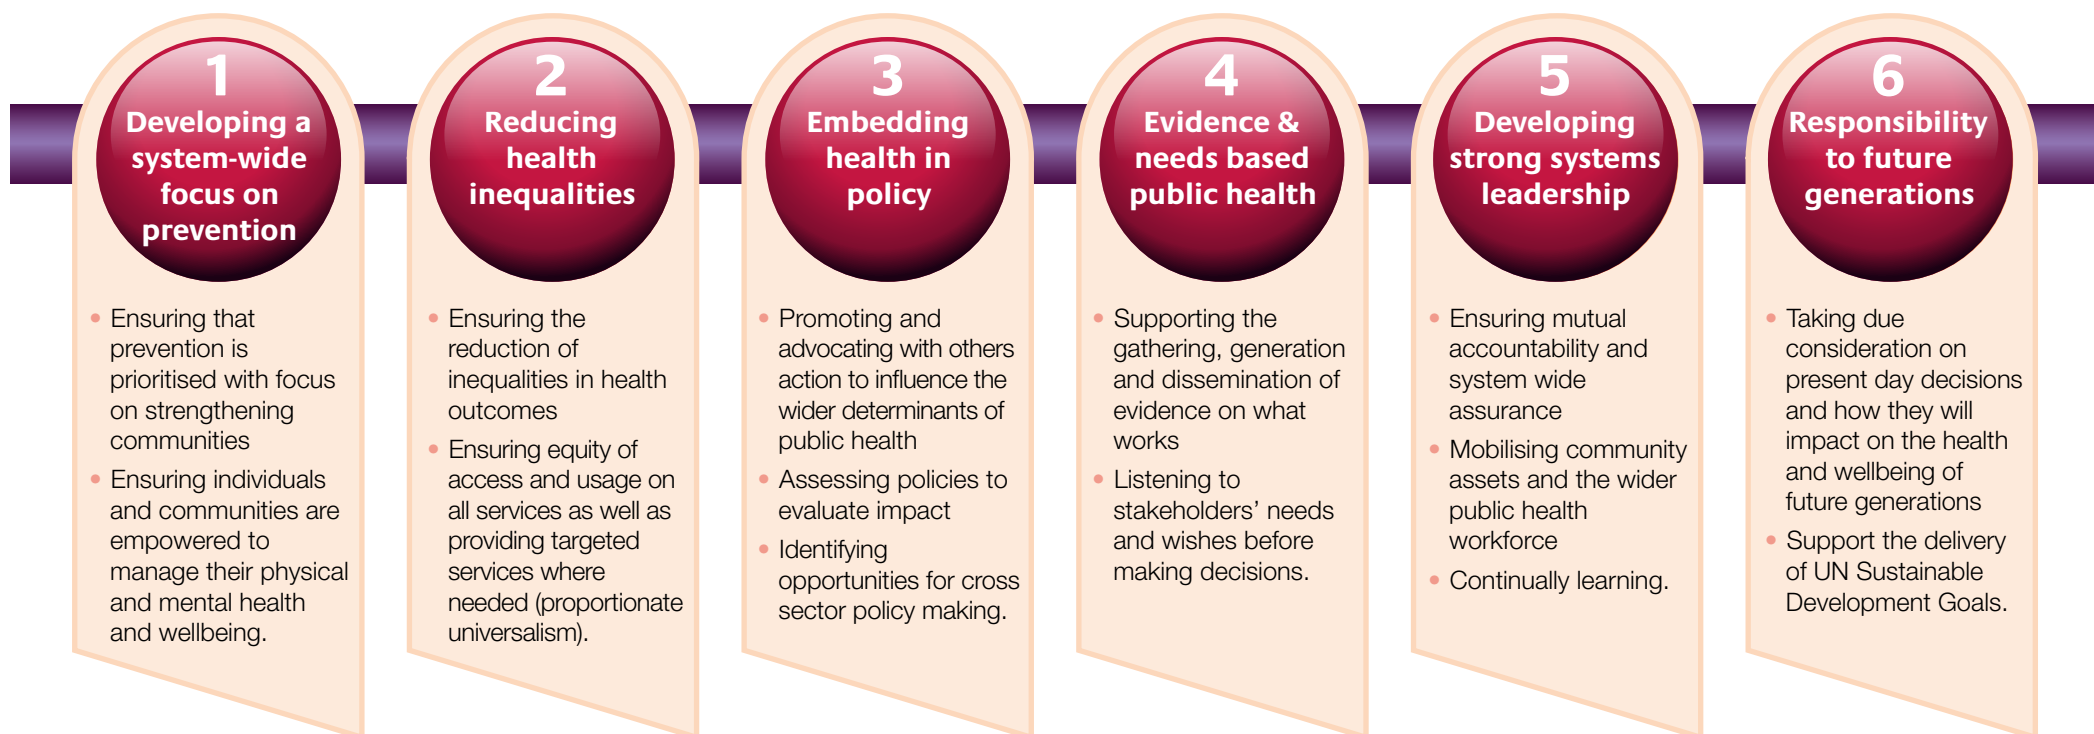 1
Developing a
system-wide
focus on
prevention
• Ensuring that
prevention is
prioritised with focus
on strengthening
communities
• Ensuring individuals
and communities are
empowered to
manage their physical
and mental health
and wellbeing.
2
Reducing
health
inequalities
• Ensuring the
reduction of
inequalities in health
outcomes
• Ensuring equity of
access and usage on
all services as well as
providing targeted
services where
needed (proportionate
universalism).
3
Embedding
health in
policy
• Promoting and
advocating with others
action to influence the
wider determinants of
public health
• Assessing policies to
evaluate impact
• Identifying
opportunities for cross
sector policy making.
4
Evidence &
needs based
public health
• Supporting the
gathering, generation
and dissemination of
evidence on what
works
• Listening to
stakeholders’ needs
and wishes before
making decisions.
5
Developing
strong systems
leadership
• Ensuring mutual
accountability and
system wide
assurance
• Mobilising community
assets and the wider
public health
workforce
• Continually learning.
6
Responsibility
to future
generations
• Taking due
consideration on
present day decisions
and how they will
impact on the health
and wellbeing of
future generations
• Support the delivery
of UN Sustainable
Development Goals.